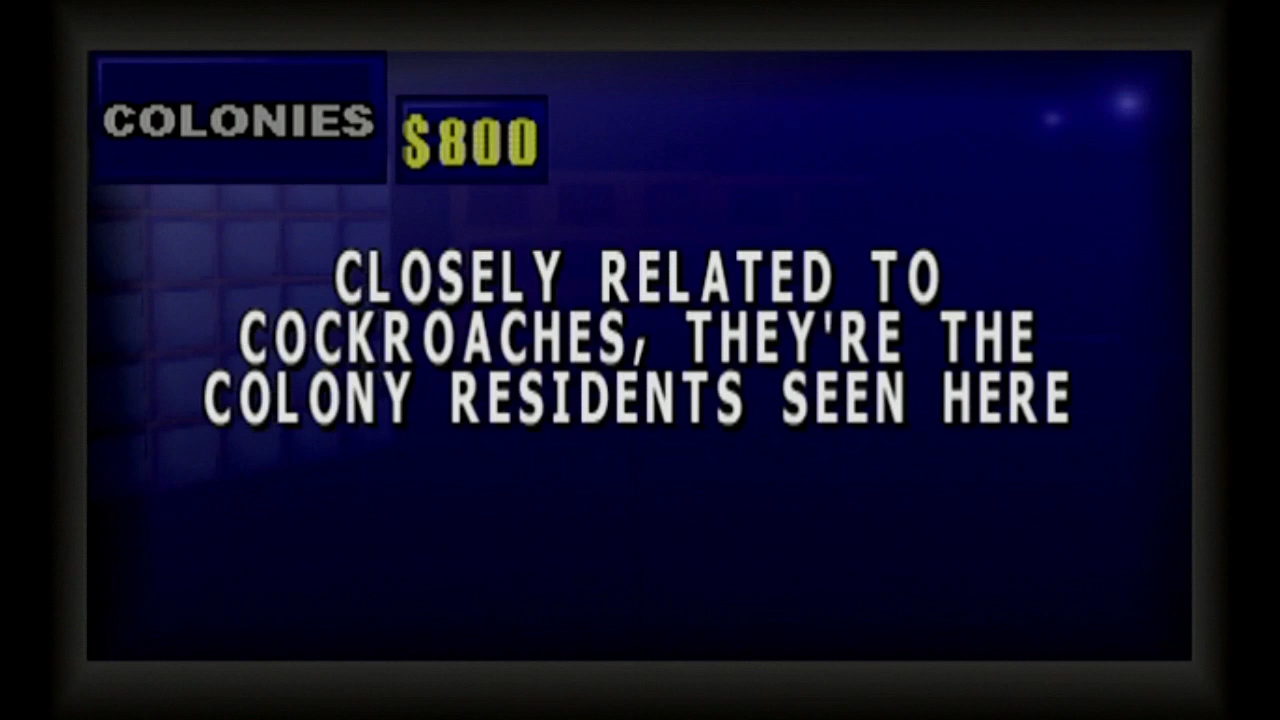 COLONIES
$800
CLOSELY RELATED TO
COCKROACHES, THEY'RE THE
COLONY RESIDENTS SEEN HERE